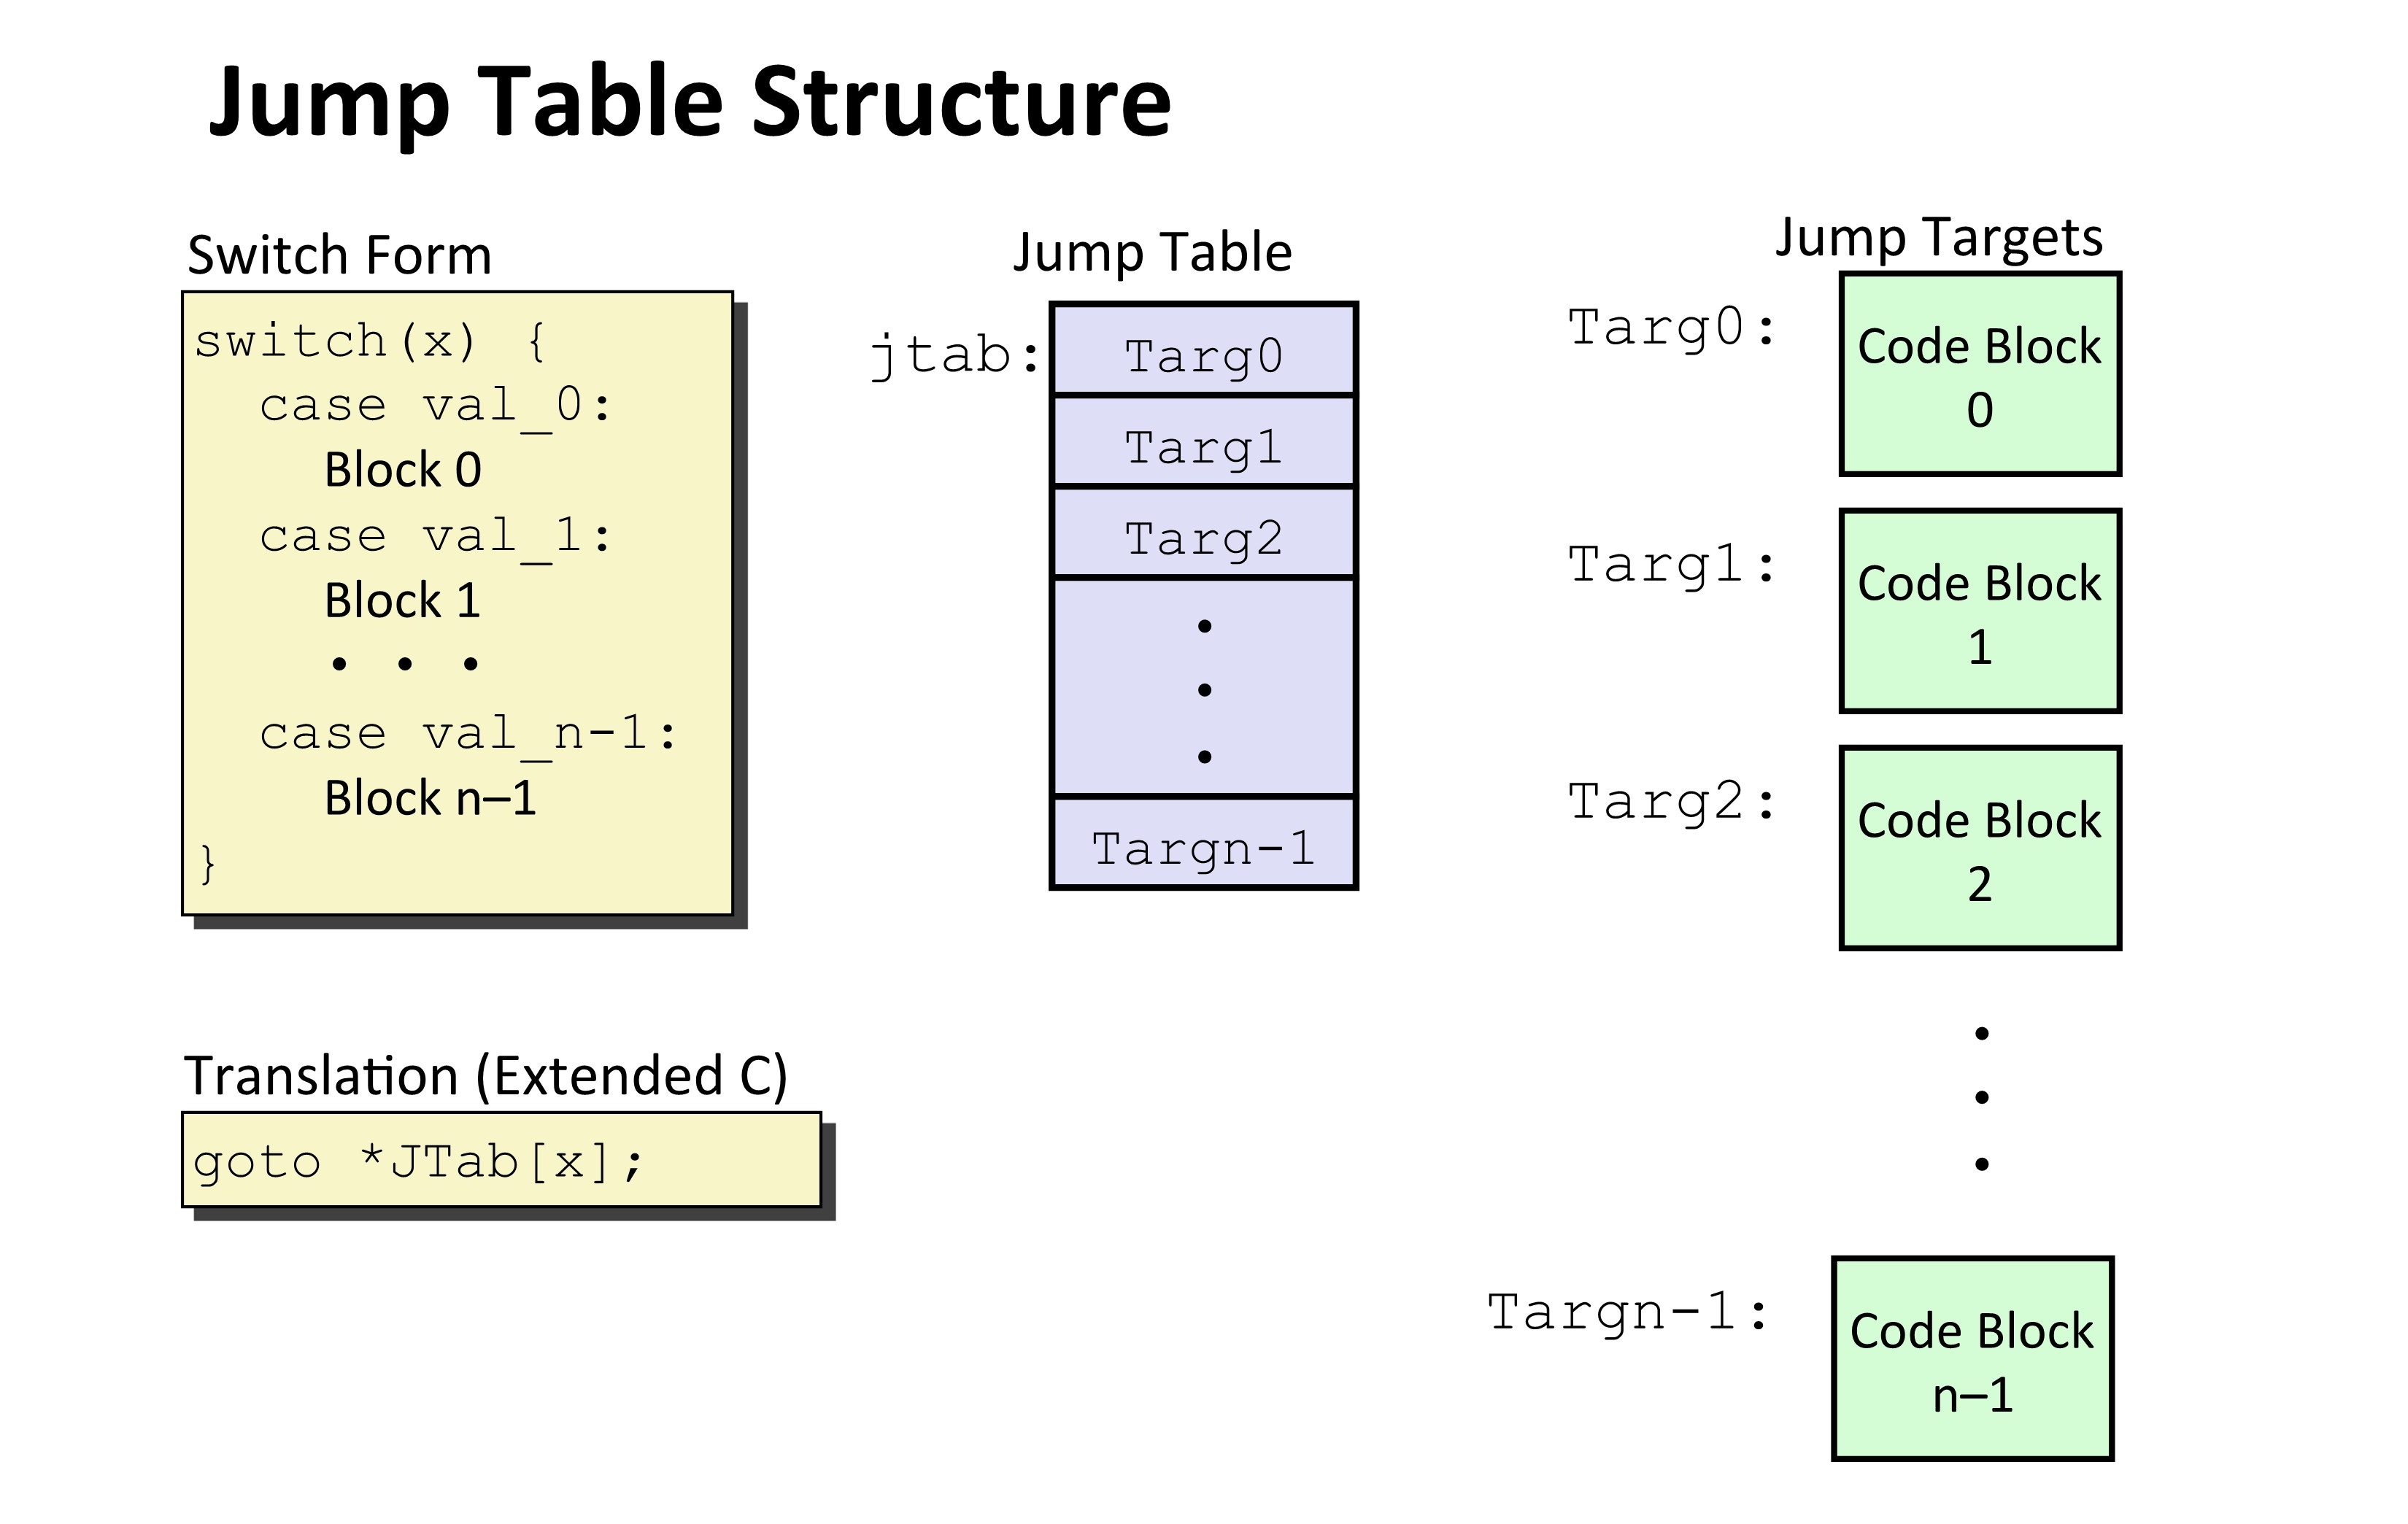 Jump Table Structure
Switch Form
switch(x) {
case val_0:
Block 0
case val_1:
Block 1
• • •
case val_n-1:
Block n–1
}
Translation (Extended C)
goto *JTab[x];
Jump Table
jtab:
Targ0
Targ1
Targ2
•
•
•
Targn-1
Jump Targets
Targ0:
Code Block
0
Targ1:
Code Block
1
Targ2:
Code Block
2
•
•
•
Targn-1:
Code Block
n–1